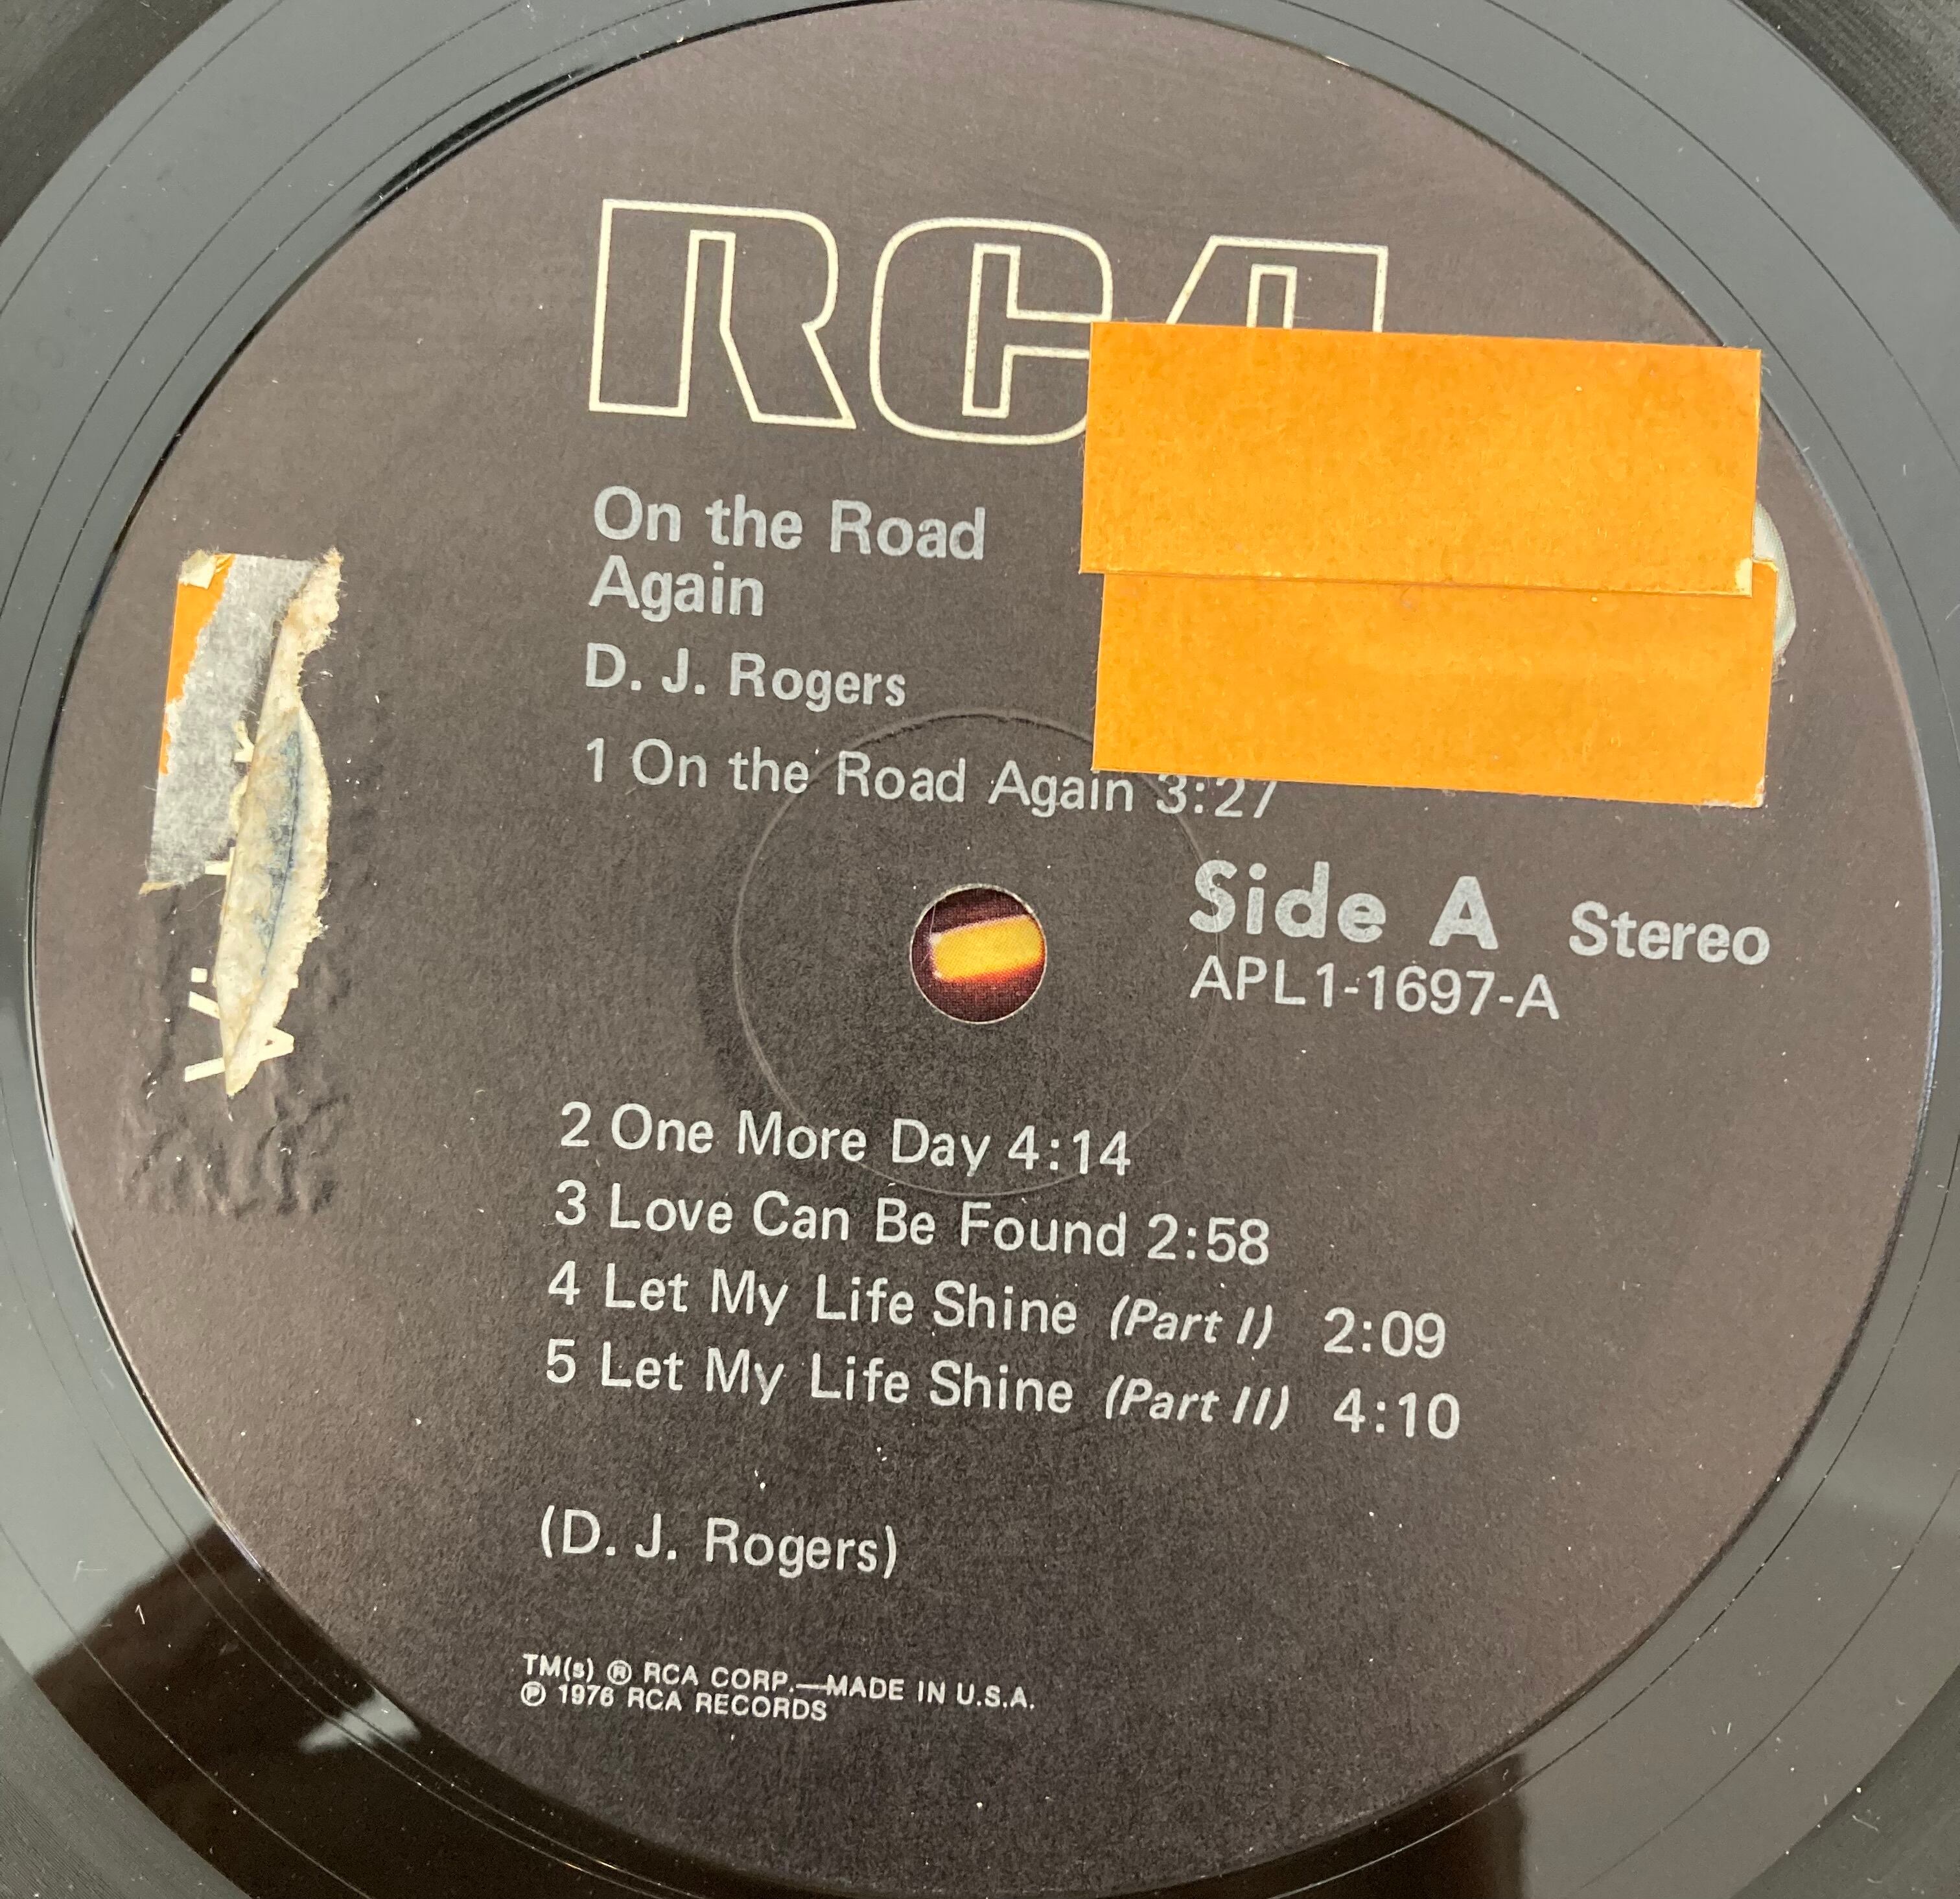 RCA
On the Road
Again
D. J. Rogers
1 On the Road Again 3:27
Side A Stereo
APL1-1697-A
2 One More Day 4:14
3 Love Can Be Found 2:58
4 Let My Life Shine (Part I) 2:09
5 Let My Life Shine (Part II) 4:10
(D. J. Rogers)
TM(s) ® RCA CORP.—MADE IN U.S.A.
℗ 1976 RCA RECORDS